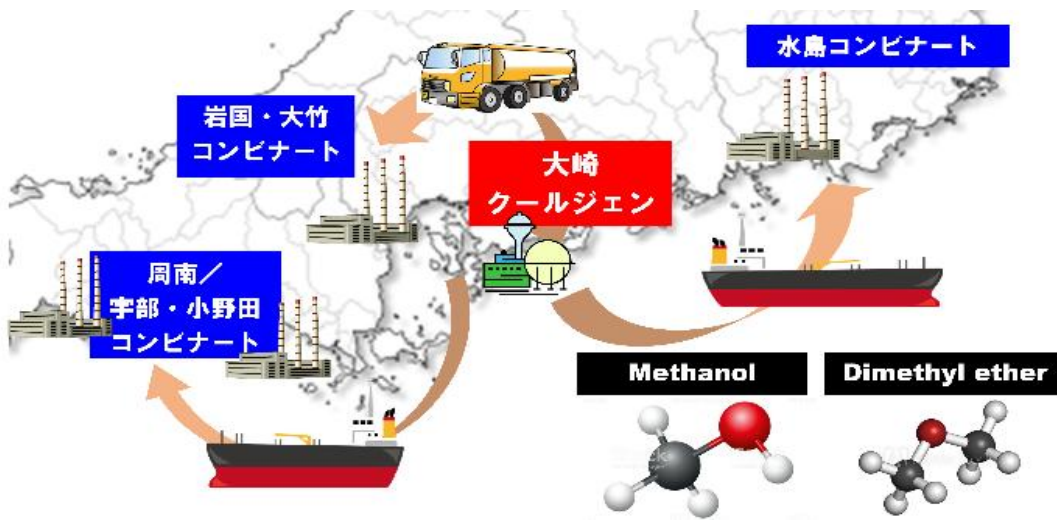 水島コンビナート
岩国・大竹
コンビナート
大崎
クールジェン
周南／
宇部・小野田
コンビナート
Methanol
Dimethyl ether